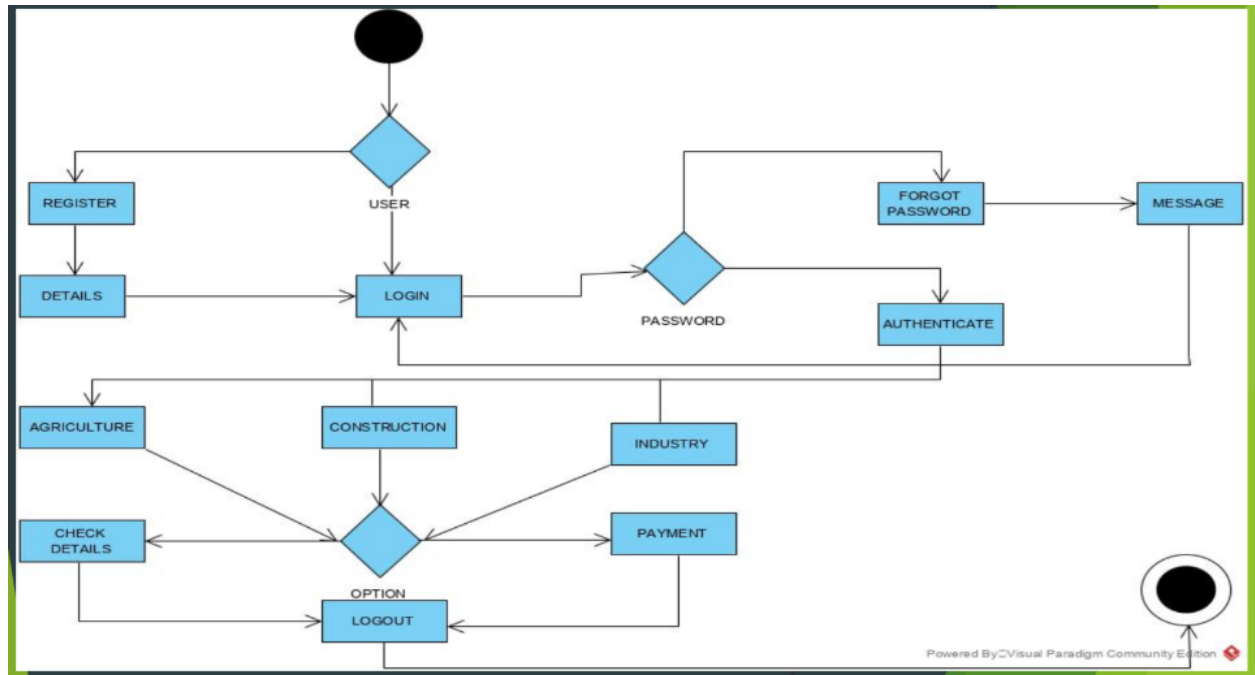 REGISTER
USER
FORGOT
PASSWORD
MESSAGE
DETAILS
LOGIN
PASSWORD
AUTHENTICATE
AGRICULTURE
CONSTRUCTION
INDUSTRY
CHECK
DETAILS
PAYMENT
OPTION
LOGOUT
Powered By Visual Paradigm Community Edition